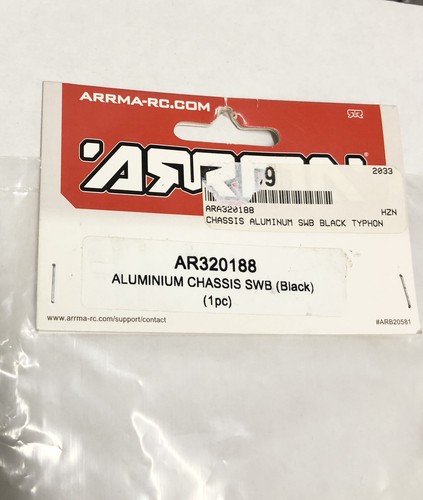 ARRMA-RC.COM
ARRMA
9
2033
ARA320188
HZN
CHASSIS ALUMINUM SWB BLACK TYPHON
AR320188
ALUMINIUM CHASSIS SWB (Black)
(1pc)
www.arrma-rc.com/support/contact
#ARB20581